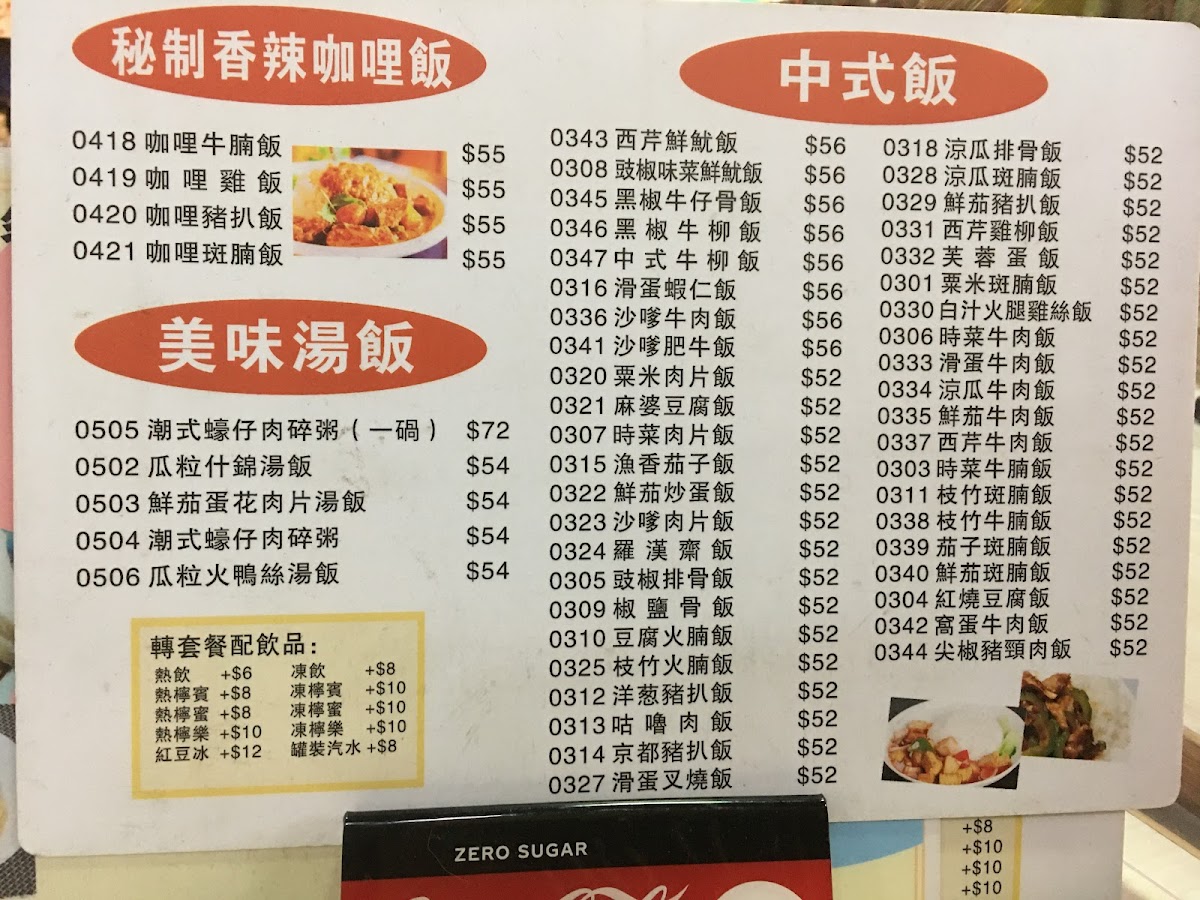 秘制香辣咖哩飯
0418 咖哩牛腩飯 $55
0419 咖哩雞飯 $55
0420 咖哩豬扒飯 $55
0421 咖哩斑腩飯 $55
美味湯飯
0505 潮式蠔仔肉碎粥（一碢） $72
0502 瓜粒什錦湯飯 $54
0503 鮮茄蛋花肉片湯飯 $54
0504 潮式蠔仔肉碎粥 $54
0506 瓜粒火鴨絲湯飯 $54
轉套餐配飲品:
熱飲 +$6 凍飲 +$8
熱檸賓 +$8 凍檸賓 +$10
熱檸蜜 +$8 凍檸蜜 +$10
熱檸樂 +$10 凍檸樂 +$10
紅豆冰 +$12 罐裝汽水 +$8
中式飯
0343 西芹鮮魷飯 $56
0308 豉椒味菜鮮魷飯 $56
0345 黑椒牛仔骨飯 $56
0346 黑椒牛柳飯 $56
0347 中式牛柳飯 $56
0316 滑蛋蝦仁飯 $56
0336 沙嗲牛肉飯 $56
0341 沙嗲肥牛飯 $56
0320 粟米肉片飯 $52
0321 麻婆豆腐飯 $52
0307 時菜肉片飯 $52
0315 漁香茄子飯 $52
0322 鮮茄炒蛋飯 $52
0323 沙嗲肉片飯 $52
0324 羅漢齋飯 $52
0305 豉椒排骨飯 $52
0309 椒鹽骨飯 $52
0310 豆腐火腩飯 $52
0325 枝竹火腩飯 $52
0312 洋葱豬扒飯 $52
0313 咕嚕肉飯 $52
0314 京都豬扒飯 $52
0327 滑蛋叉燒飯 $52
0318 涼瓜排骨飯 $52
0328 涼瓜斑腩飯 $52
0329 鮮茄豬扒飯 $52
0331 西芹雞柳飯 $52
0332 芙蓉蛋飯 $52
0301 粟米斑腩飯 $52
0330 白汁火腿雞絲飯 $52
0306 時菜牛肉飯 $52
0333 滑蛋牛肉飯 $52
0334 涼瓜牛肉飯 $52
0335 鮮茄牛肉飯 $52
0337 西芹牛肉飯 $52
0303 時菜牛腩飯 $52
0311 枝竹斑腩飯 $52
0338 枝竹牛腩飯 $52
0339 茄子斑腩飯 $52
0340 鮮茄斑腩飯 $52
0304 紅燒豆腐飯 $52
0342 窩蛋牛肉飯 $52
0344 尖椒豬頸肉飯 $52
ZERO SUGAR
+$8
+$10
+$10
+$10